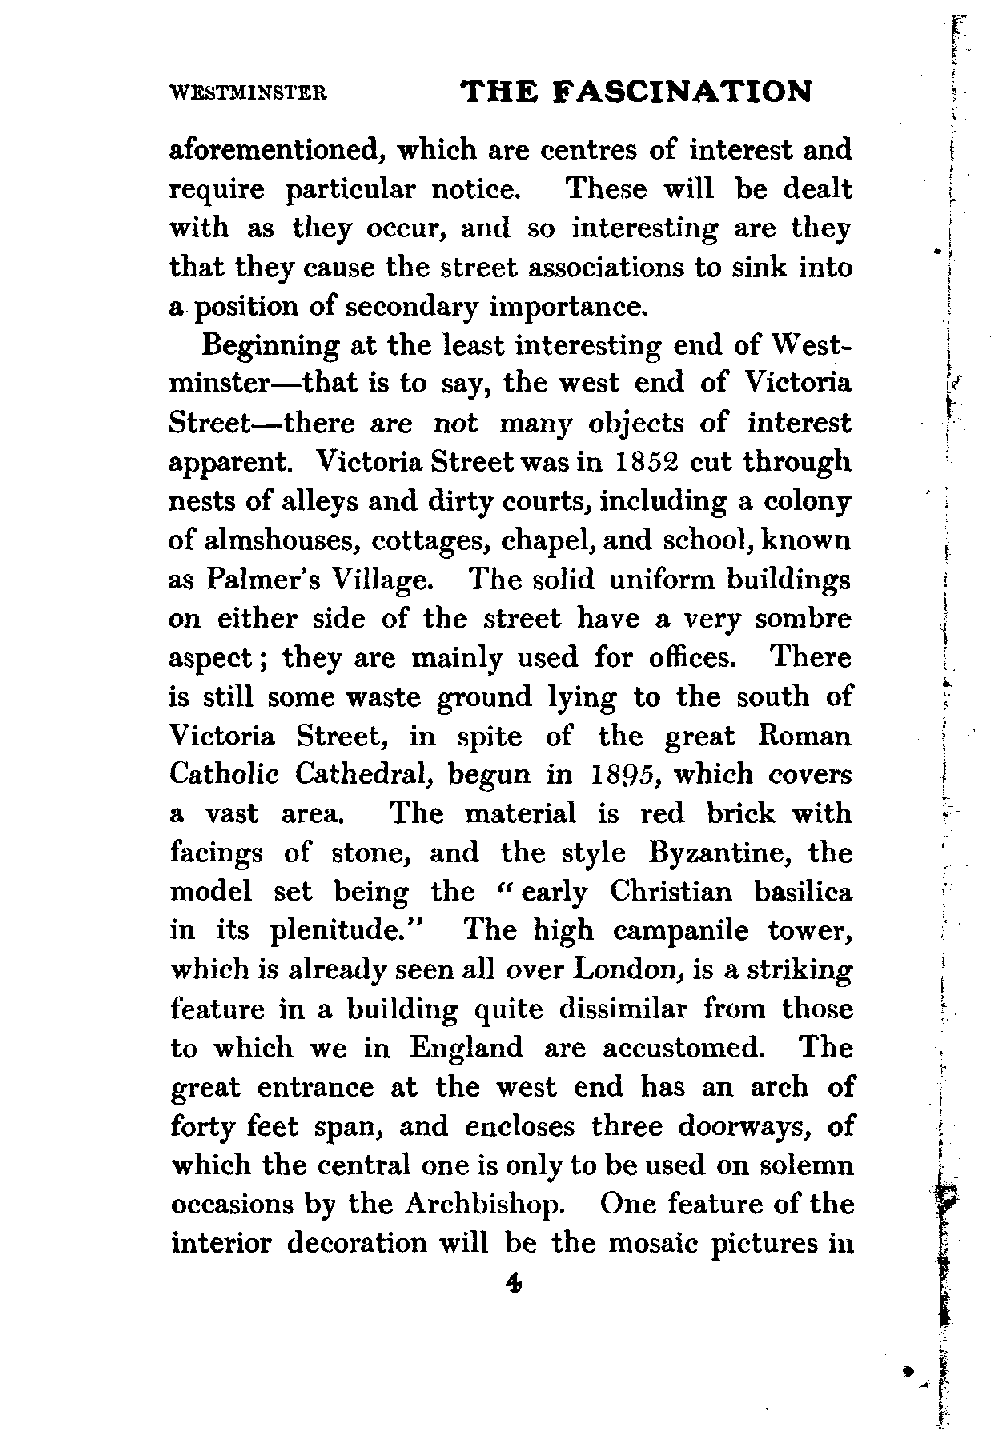 WESTMINSTER THE FASCINATION
aforementioned, which are centres of interest and
require particular notice. These will be dealt
with as they occur, and so interesting are they
that they cause the street associations to sink into
a position of secondary importance.
Beginning at the least interesting end of West-
minster—that is to say, the west end of Victoria
Street—there are not many objects of interest
apparent. Victoria Street was in 1852 cut through
nests of alleys and dirty courts, including a colony
of almshouses, cottages, chapel, and school, known
as Palmer's Village. The solid uniform buildings
on either side of the street have a very sombre
aspect; they are mainly used for offices. There
is still some waste ground lying to the south of
Victoria Street, in spite of the great Roman
Catholic Cathedral, begun in 1895, which covers
a vast area. The material is red brick with
facings of stone, and the style Byzantine, the
model set being the "early Christian basilica
in its plenitude." The high campanile tower,
which is already seen all over London, is a striking
feature in a building quite dissimilar from those
to which we in England are accustomed. The
great entrance at the west end has an arch of
forty feet span, and encloses three doorways, of
which the central one is only to be used on solemn
occasions by the Archbishop. One feature of the
interior decoration will be the mosaic pictures in
4